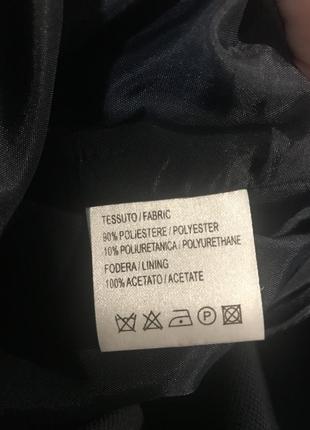 TESSUTO / FABRIC
90% POLIESTERE / POLYESTER
10% POLIURETANICA / POLYURETHANE
FODERA / LINING
100% ACETATO / ACETATE
P